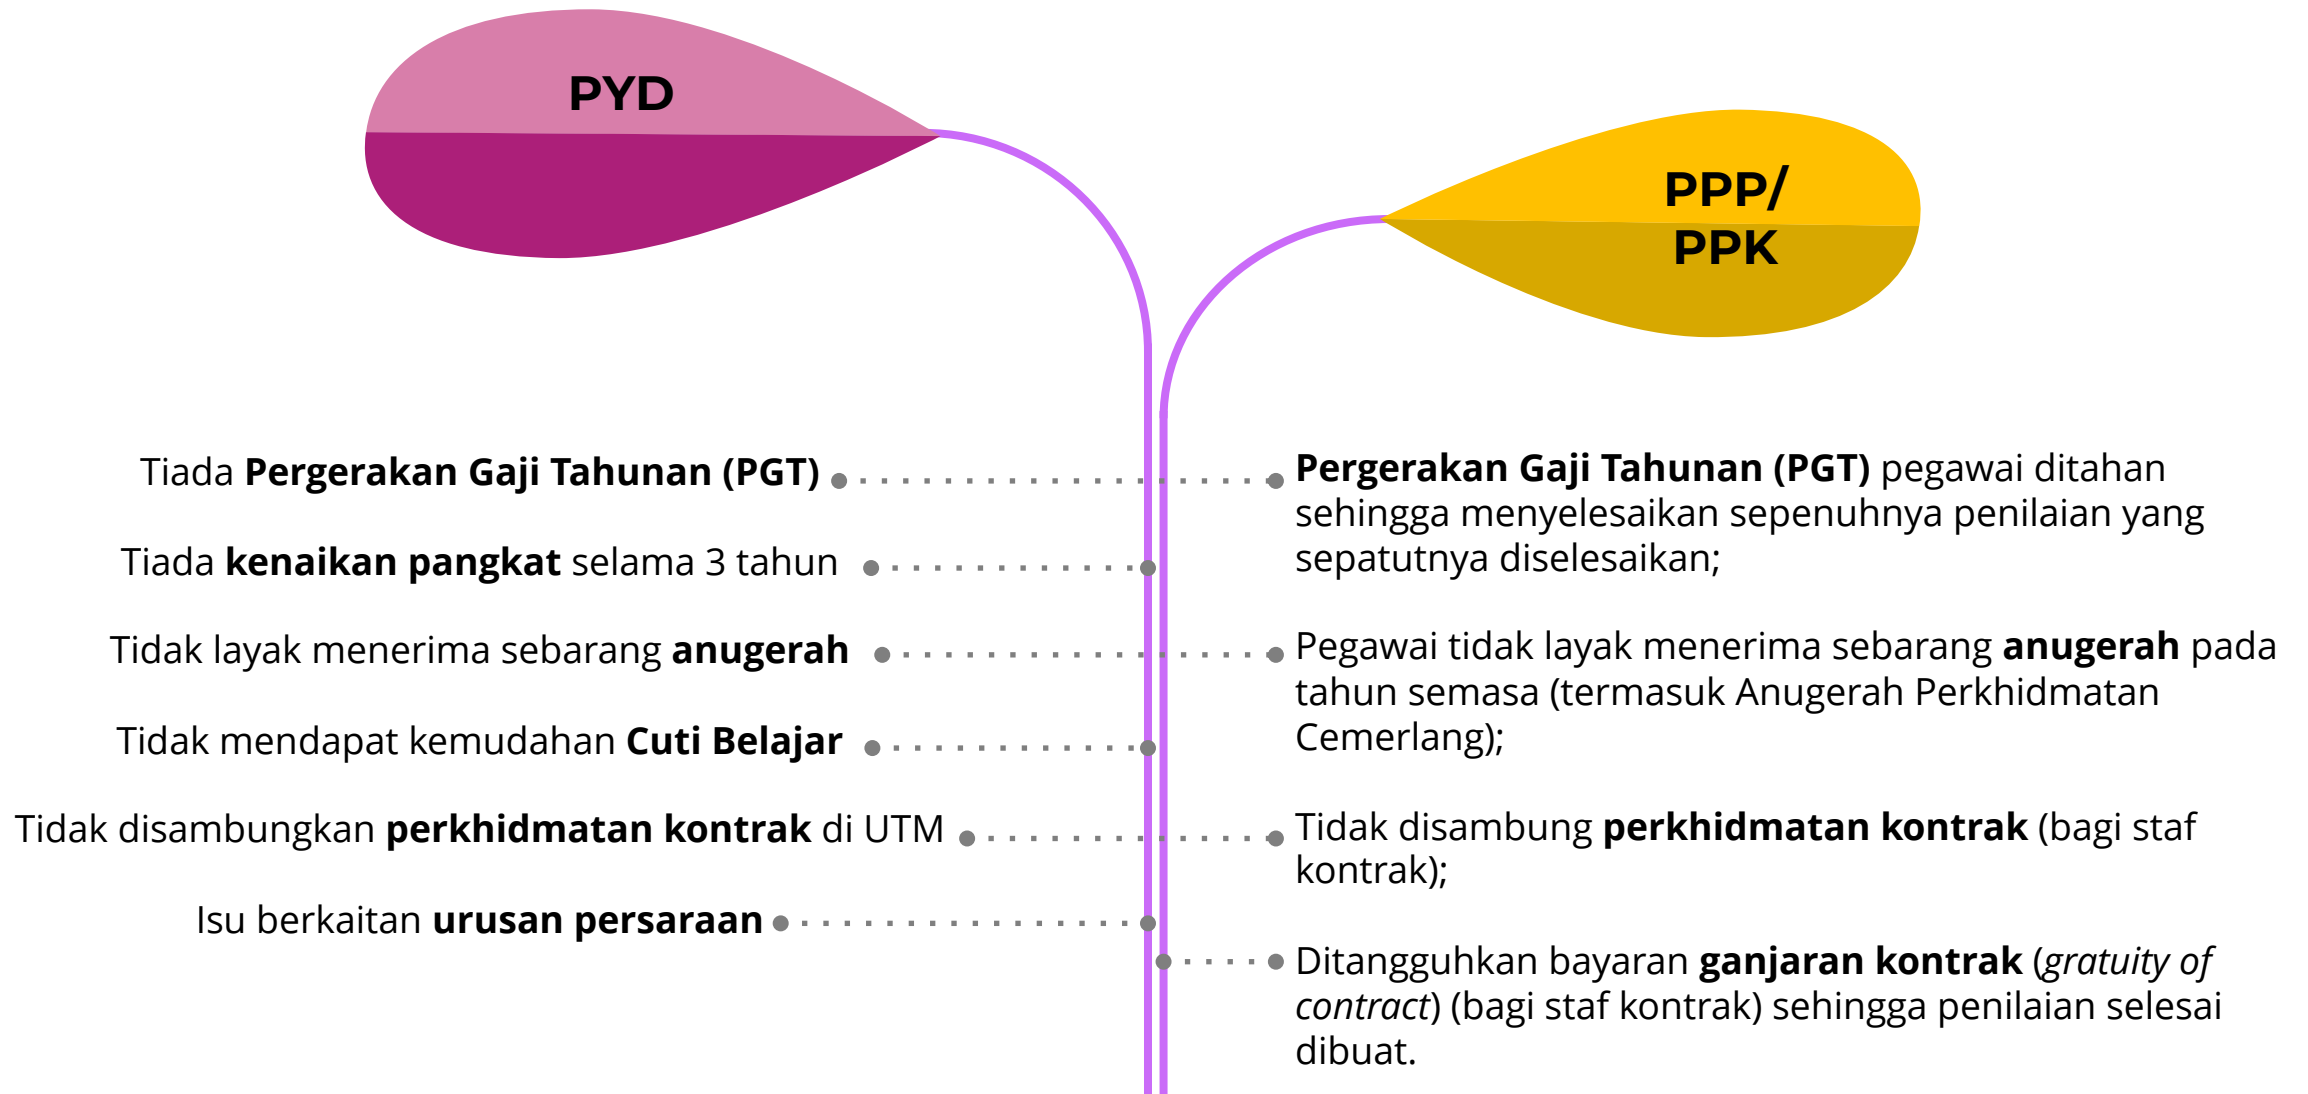 PYD
Tiada Pergerakan Gaji Tahunan (PGT)
Tiada kenaikan pangkat selama 3 tahun
Tidak layak menerima sebarang anugerah
Tidak mendapat kemudahan Cuti Belajar
Tidak disambungkan perkhidmatan kontrak di UTM
Isu berkaitan urusan persaraan
PPP/
PPK
Pergerakan Gaji Tahunan (PGT) pegawai ditahan
sehingga menyelesaikan sepenuhnya penilaian yang
sepatutnya diselesaikan;
Pegawai tidak layak menerima sebarang anugerah pada
tahun semasa (termasuk Anugerah Perkhidmatan
Cemerlang);
Tidak disambung perkhidmatan kontrak (bagi staf
kontrak);
Ditangguhkan bayaran ganjaran kontrak (gratuity of
contract) (bagi staf kontrak) sehingga penilaian selesai
dibuat.